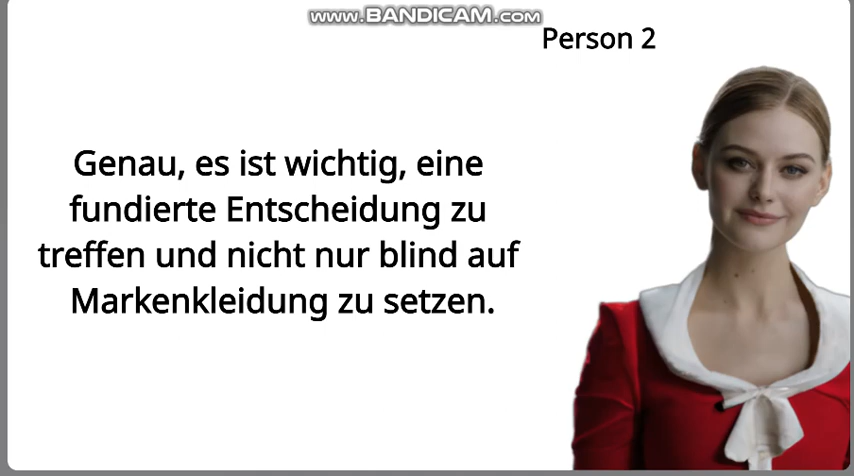 www.BANDICAM.com
Person 2
Genau, es ist wichtig, eine
fundierte Entscheidung zu
treffen und nicht nur blind auf
Markenkleidung zu setzen.